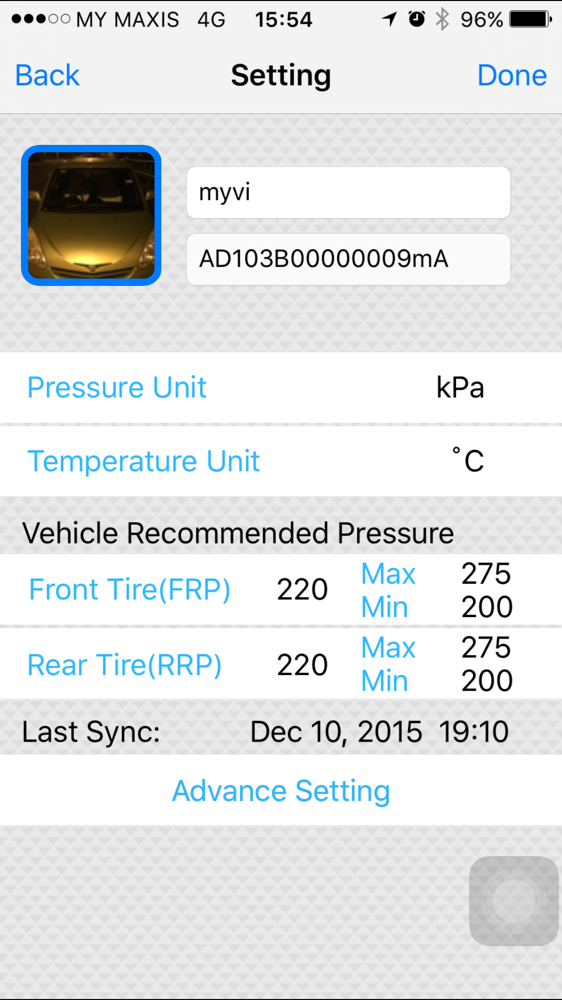 MY MAXIS 4G 15:54 96%
Back Setting Done
myvi
AD103B00000009mA
Pressure Unit kPa
Temperature Unit °C
Vehicle Recommended Pressure
Front Tire(FRP) 220 Max 275
Min 200
Rear Tire(RRP) 220 Max 275
Min 200
Last Sync: Dec 10, 2015 19:10
Advance Setting